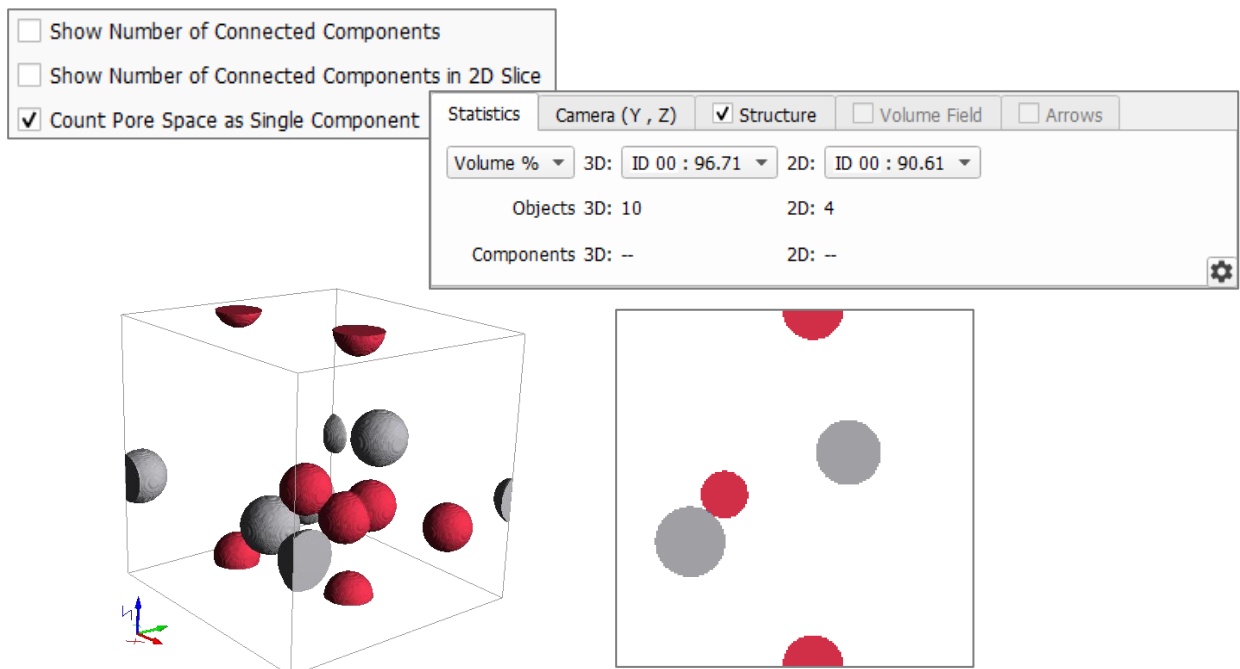 Show Number of Connected Components
Show Number of Connected Components in 2D Slice
Count Pore Space as Single Component
Statistics Camera (Y , Z) Structure Volume Field Arrows
Volume % 3D: ID 00 : 96.71 2D: ID 00 : 90.61
Objects 3D: 10 2D: 4
Components 3D: -- 2D: --